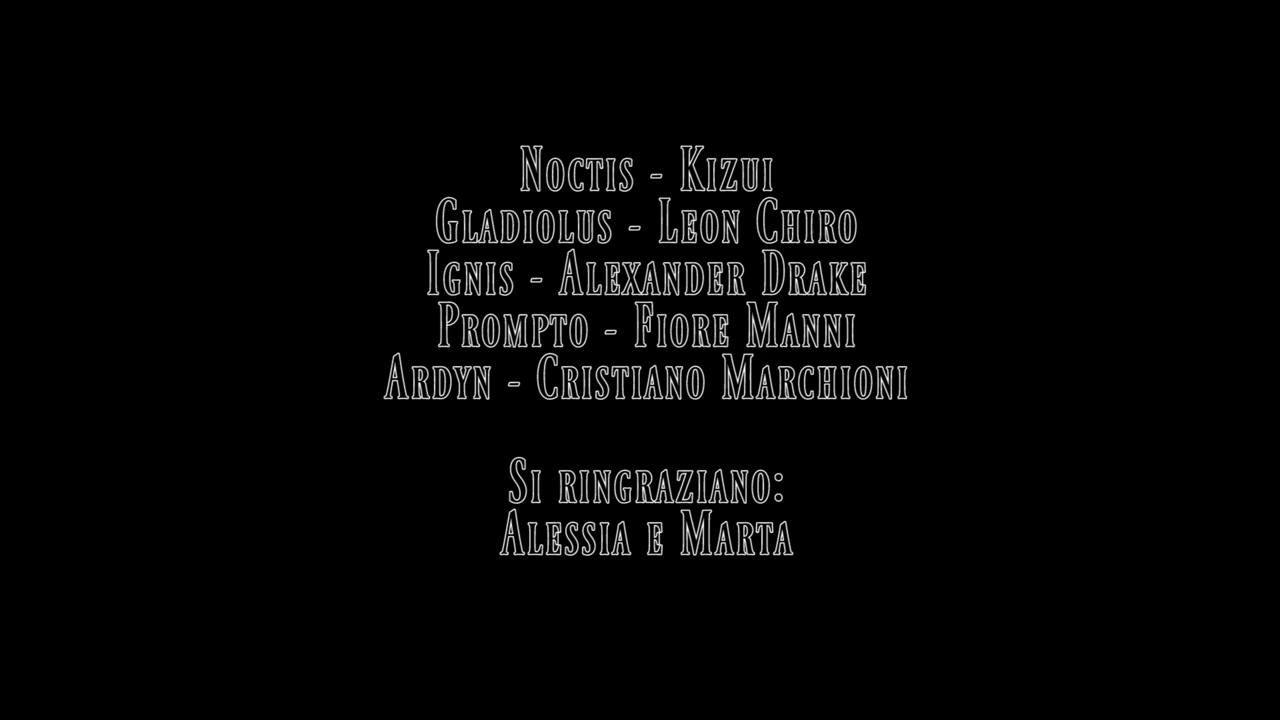 Noctis - Kizui
Gladiolus - Leon Chiro
Ignis - Alexander Drake
Prompto - Fiore Manni
Ardyn - Cristiano Marchioni
Si ringraziano:
Alessia e Marta